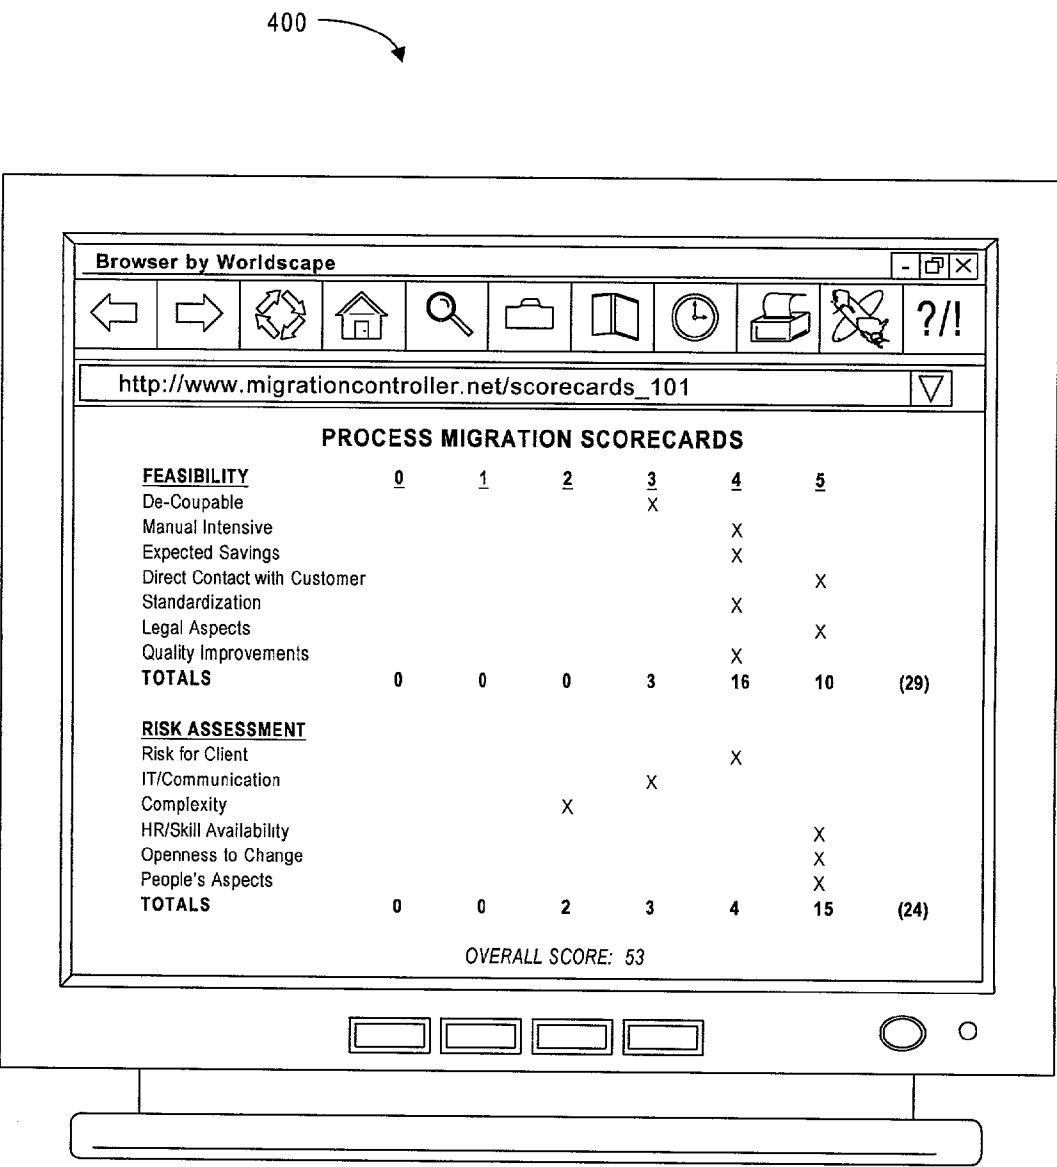 400
Browser by Worldscape
?/!
http://www.migrationcontroller.net/scorecards_101
PROCESS MIGRATION SCORECARDS
FEASIBILITY 0 1 2 3 4 5
De-Coupable X
Manual Intensive X
Expected Savings X
Direct Contact with Customer X
Standardization X
Legal Aspects X
Quality Improvements X
TOTALS 0 0 0 3 16 10 (29)
RISK ASSESSMENT
Risk for Client X
IT/Communication X
Complexity X
HR/Skill Availability X
Openness to Change X
People's Aspects X
TOTALS 0 0 2 3 4 15 (24)
OVERALL SCORE: 53